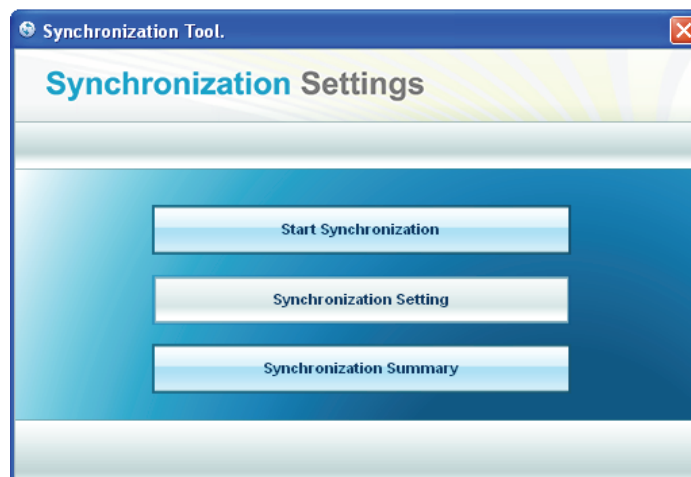 Synchronization Tool.
Synchronization Settings
Start Synchronization
Synchronization Setting
Synchronization Summary